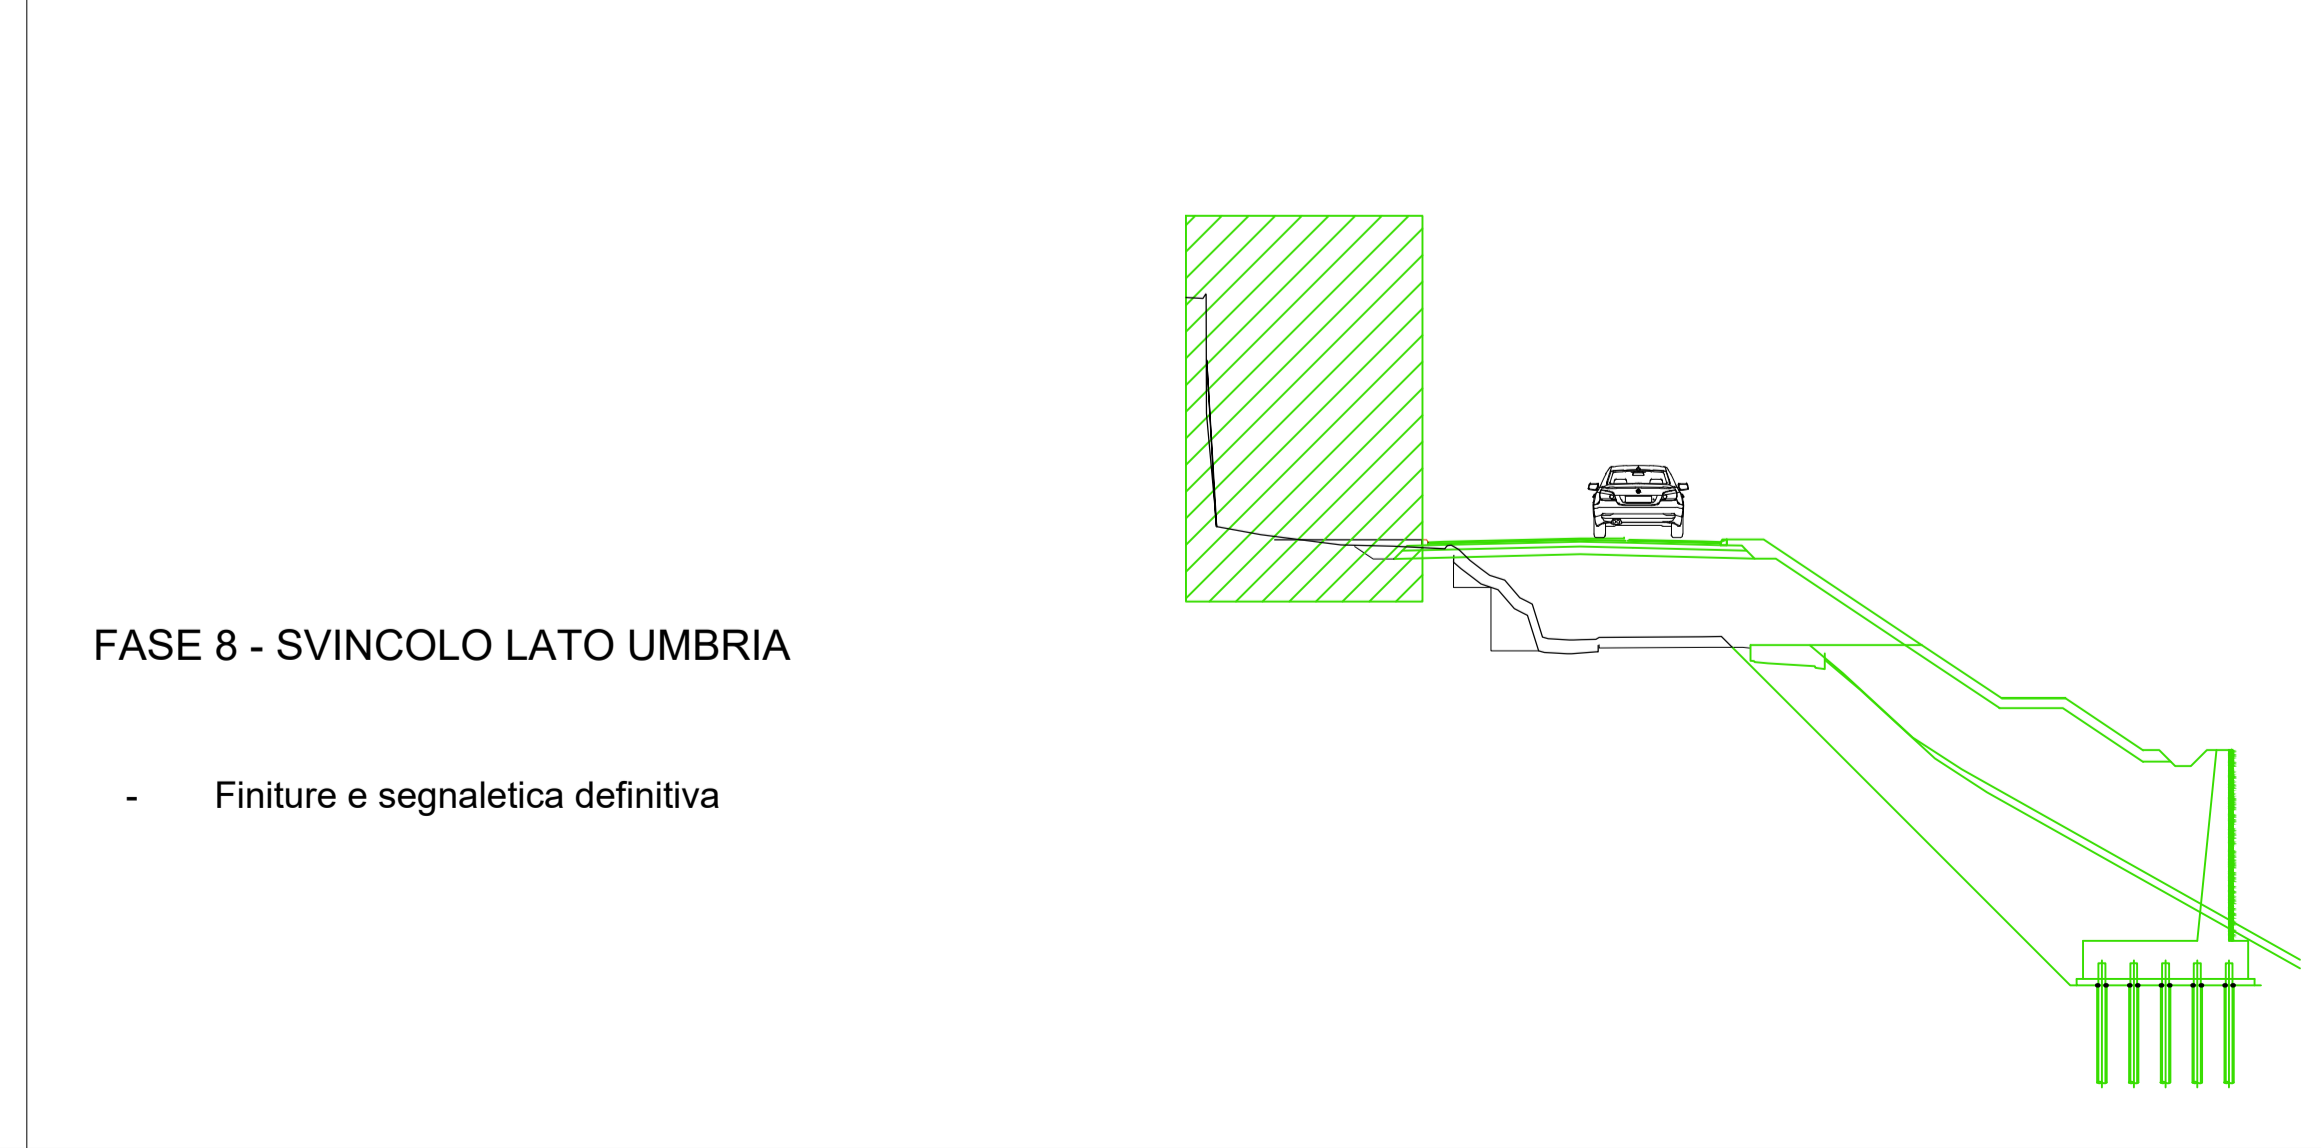 FASE 8 - SVINCOLO LATO UMBRIA
- Finiture e segnaletica definitiva